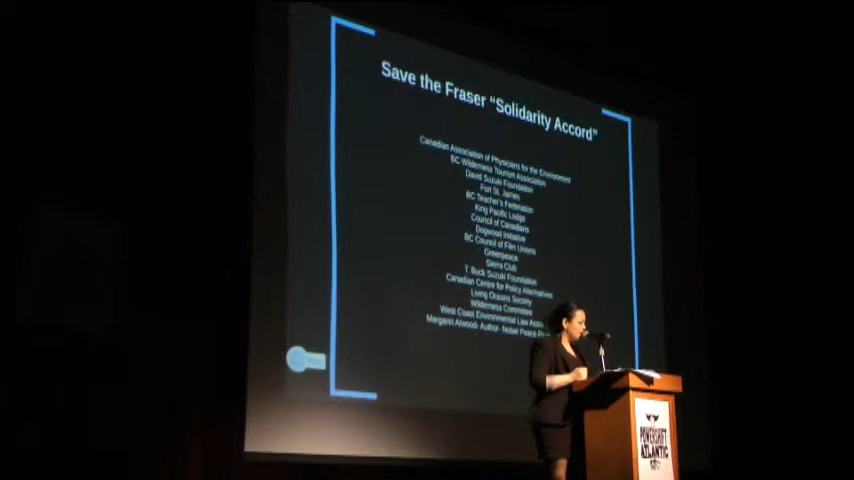 Save the Fraser “Solidarity Accord”
Canadian Association of Physicians for the Environment
BC Wilderness Tourism Association
David Suzuki Foundation
Fort St. James
BC Teacher's Federation
King Pacific Lodge
Council of Canadians
Dogwood Initiative
BC Council of Film Unions
Greenpeace
Sierra Club
T. Buck Suzuki Foundation
Canadian Centre for Policy Alternatives
Living Oceans Society
Wilderness Committee
West Coast Environmental Law Asso
Margaret Atwood- Author- Nobel Peace
POWERSHIFT
ATLANTIC